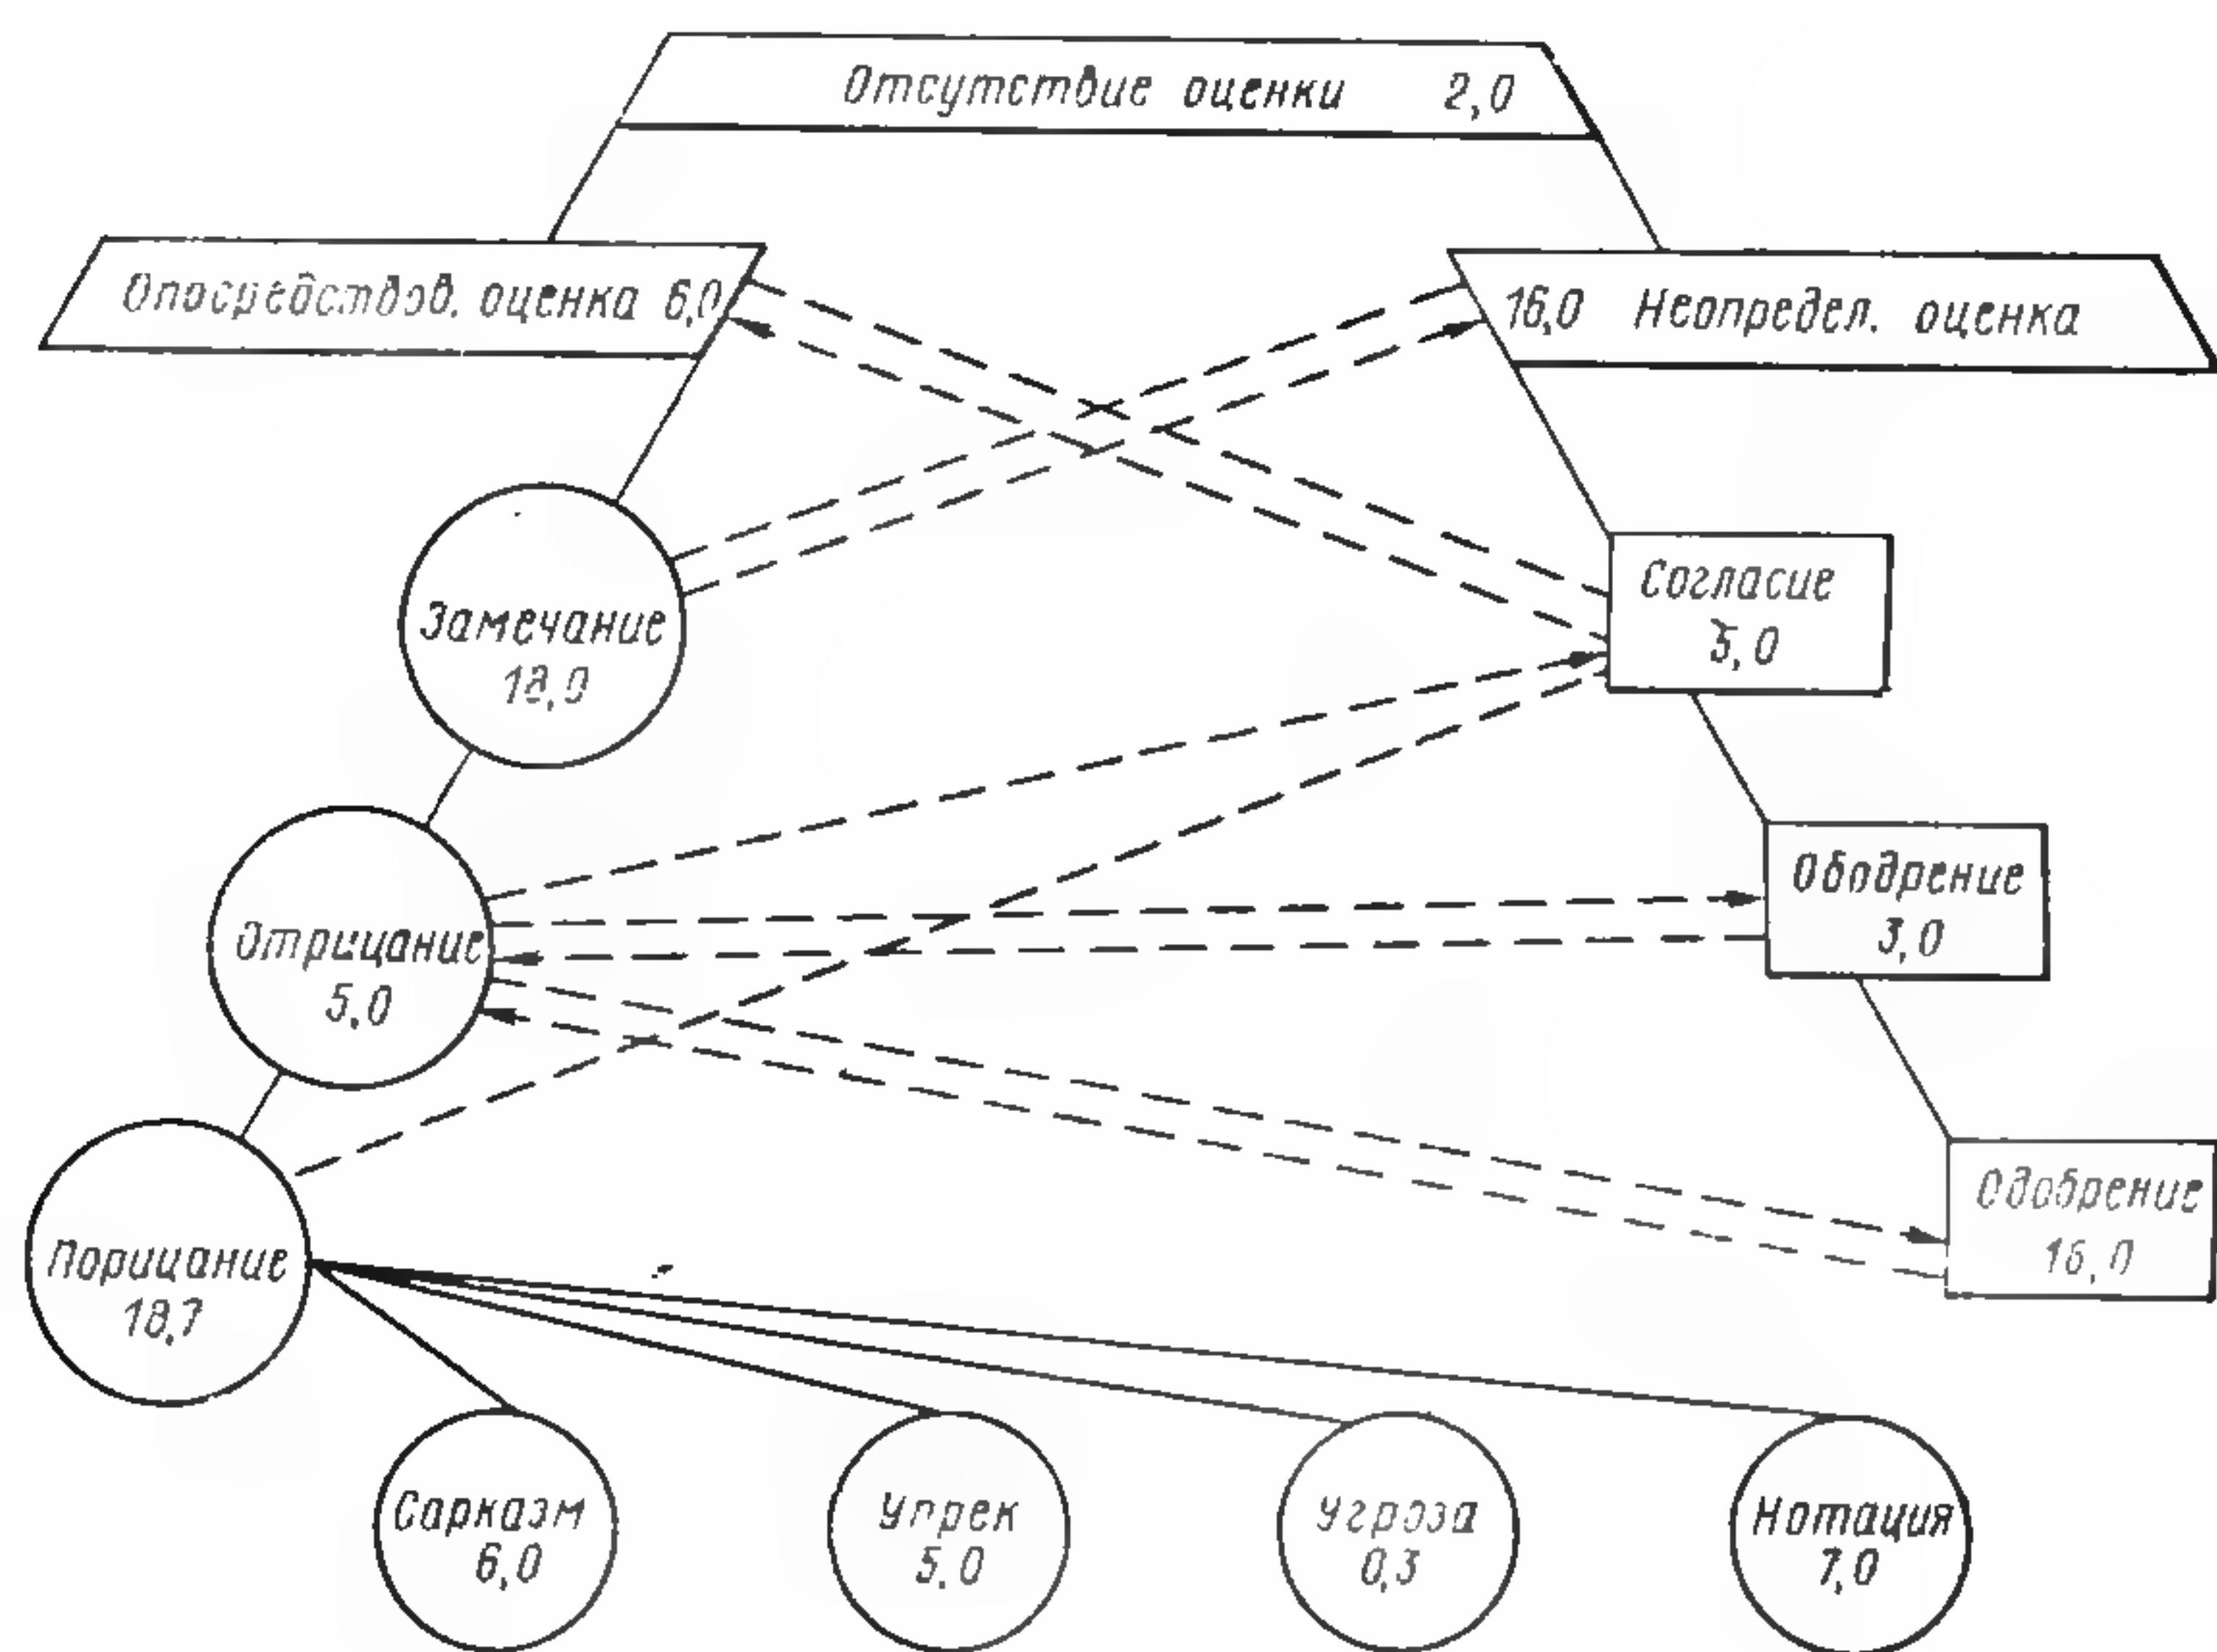 Отсутствие оценки 2,0
Опосредствов. оценка 6,0
16,0 Неопредел. оценка
Согласие
5,0
Замечание
18,0
Ободрение
3,0
Отрицание
5,0
Одобрение
16,0
Порицание
18,7
Сарказм
6,0
Упрек
5,0
Угроза
0,3
Нотация
7,0